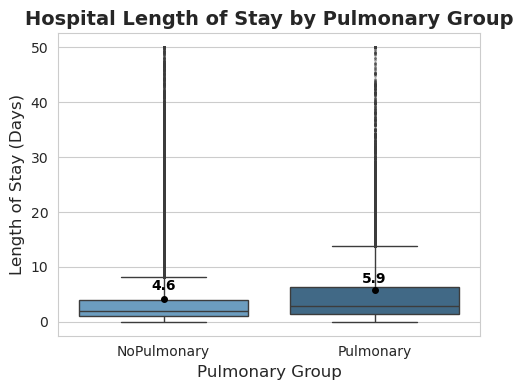 Hospital Length of Stay by Pulmonary Group
Length of Stay (Days)
50
40
30
20
10
0
4.6
5.9
NoPulmonary
Pulmonary
Pulmonary Group